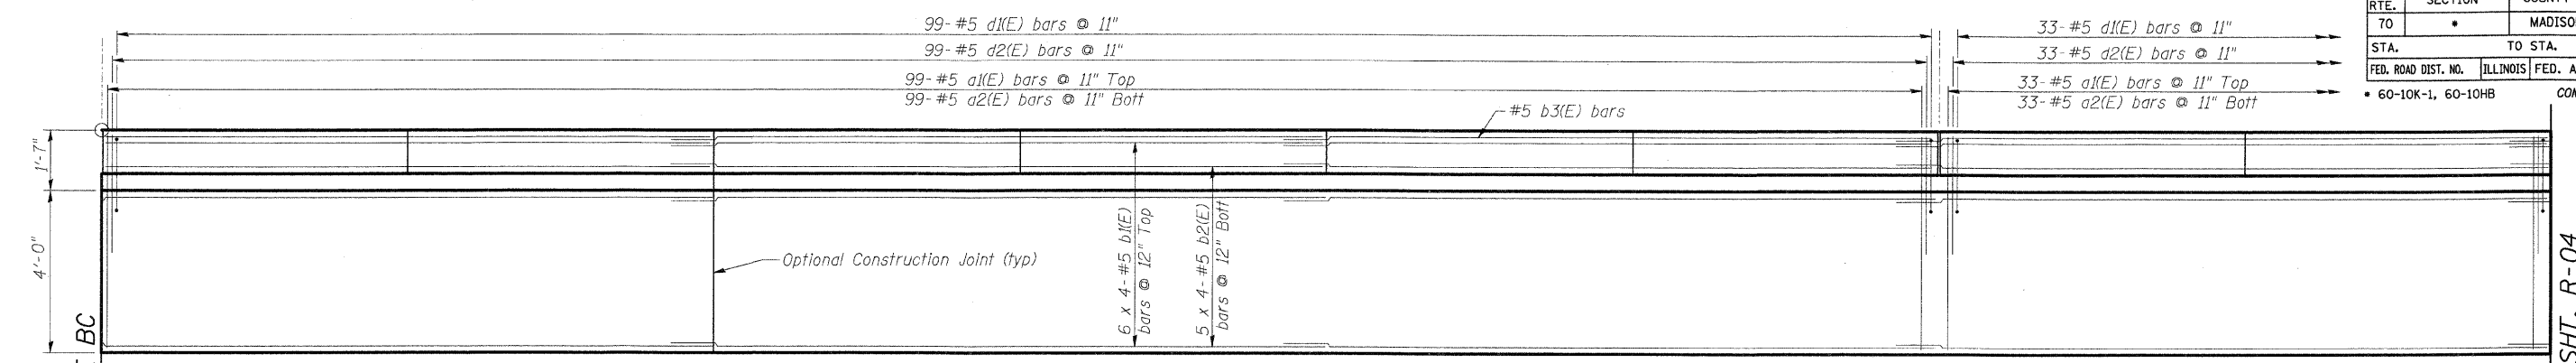 99-#5 d1(E) bars @ 11"
99-#5 d2(E) bars @ 11"
99-#5 a1(E) bars @ 11" Top
99-#5 a2(E) bars @ 11" Bott
33-#5 d1(E) bars @ 11"
33-#5 d2(E) bars @ 11"
33-#5 a1(E) bars @ 11" Top
33-#5 a2(E) bars @ 11" Bott
RTE. SECTION
70 * MADISO
STA. TO STA.
FED. ROAD DIST. NO. ILLINOIS FED. A
* 60-10K-1, 60-10HB CON
#5 b3(E) bars
1'-7"
4'-0"
Optional Construction Joint (typ)
6 x 4-#5 b1(E)
bars @ 12" Top
5 x 4-#5 b2(E)
bars @ 12" Bott
BC
SHT. R-04